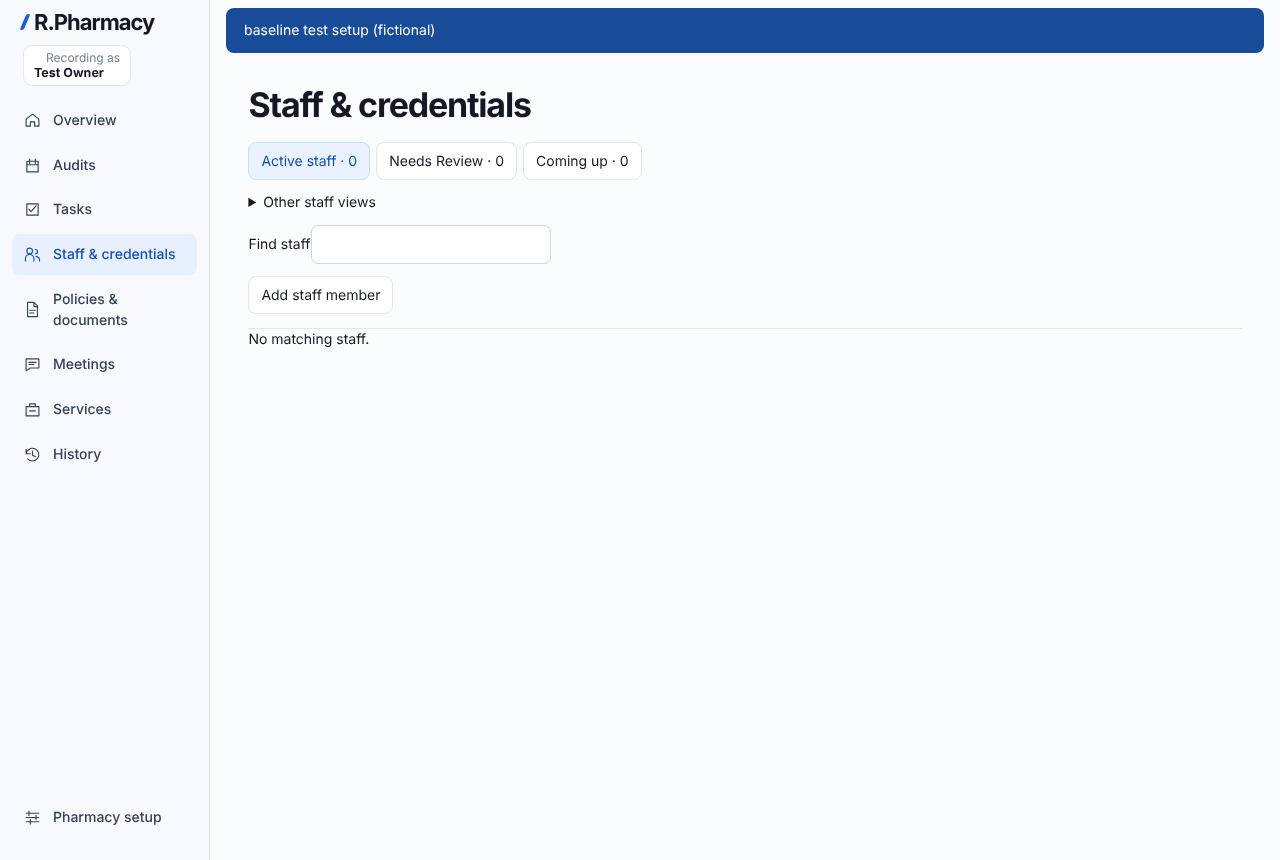 R.Pharmacy
Recording as
Test Owner
Overview
Audits
Tasks
Staff & credentials
Policies &
documents
Meetings
Services
History
Pharmacy setup
baseline test setup (fictional)
Staff & credentials
Active staff · 0
Needs Review · 0
Coming up · 0
Other staff views
Find staff
Add staff member
No matching staff.